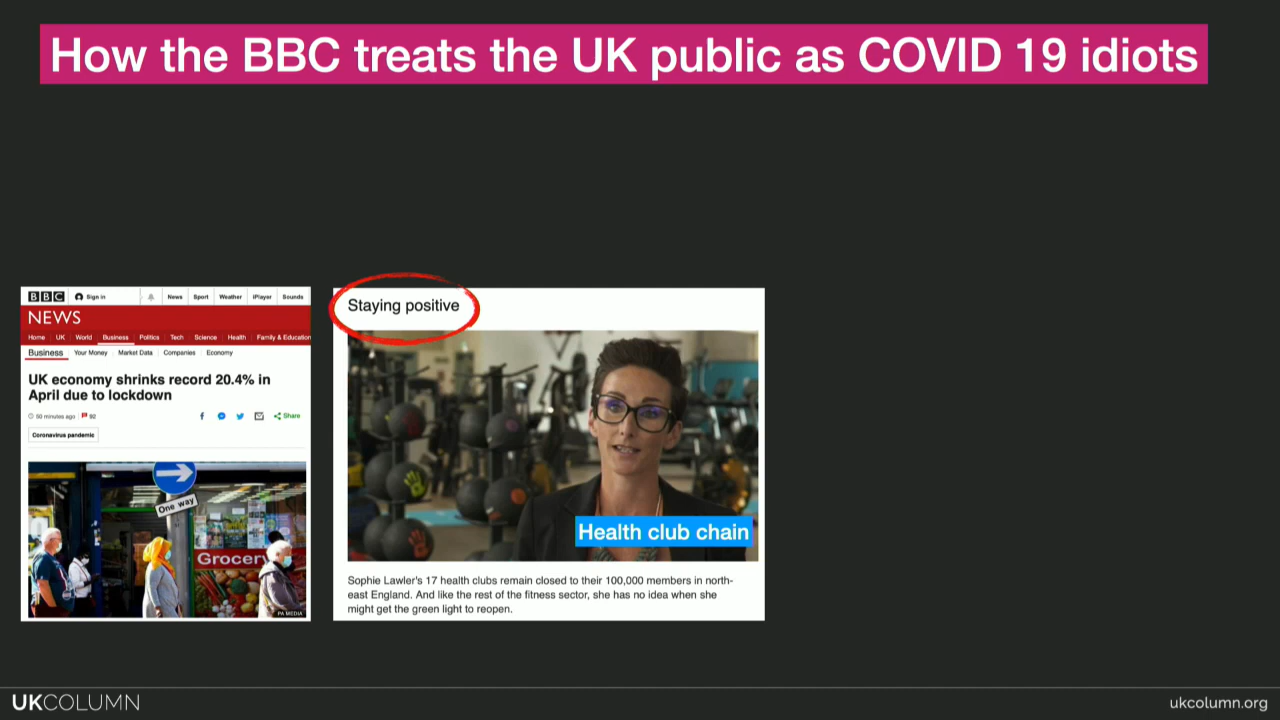 How the BBC treats the UK public as COVID 19 idiots
BBC Sign in News Sport Weather iPlayer Sounds
NEWS
Home UK World Business Politics Tech Science Health Family & Education
Business Your Money Market Data Companies Economy
UK economy shrinks record 20.4% in
April due to lockdown
50 minutes ago 92 Share
Coronavirus pandemic
One way
Grocery
PA MEDIA
Staying positive
Health club chain
Sophie Lawler's 17 health clubs remain closed to their 100,000 members in north-
east England. And like the rest of the fitness sector, she has no idea when she
might get the green light to reopen.
UKCOLUMN
ukcolumn.org